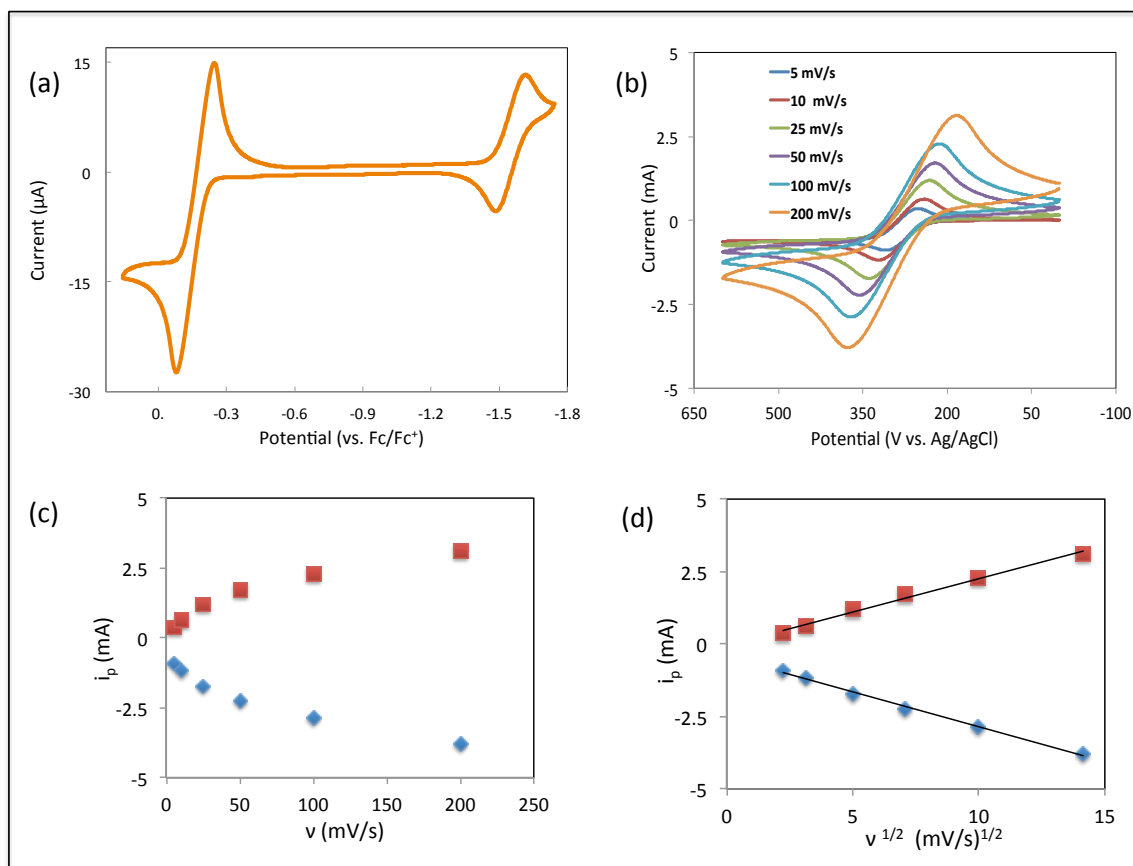 (a)
15
0
-15
-30
Current (µA)
0.
-0.3
-0.6
-0.9
-1.2
-1.5
-1.8
Potential (vs. Fc/Fc⁺)
(b)
5 mV/s
10 mV/s
25 mV/s
50 mV/s
100 mV/s
200 mV/s
5
2.5
0
-2.5
-5
Current (mA)
650
500
350
200
50
-100
Potential (V vs. Ag/AgCl)
(c)
5
2.5
0
-2.5
-5
iₚ (mA)
0
50
100
150
200
250
ν (mV/s)
(d)
5
2.5
0
-2.5
-5
iₚ (mA)
0
5
10
15
ν ¹/² (mV/s)¹/²